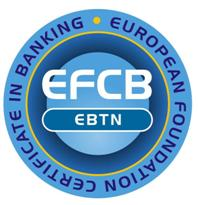 EUROPEAN FOUNDATION CERTIFICATE IN BANKING
EFCB
EBTN